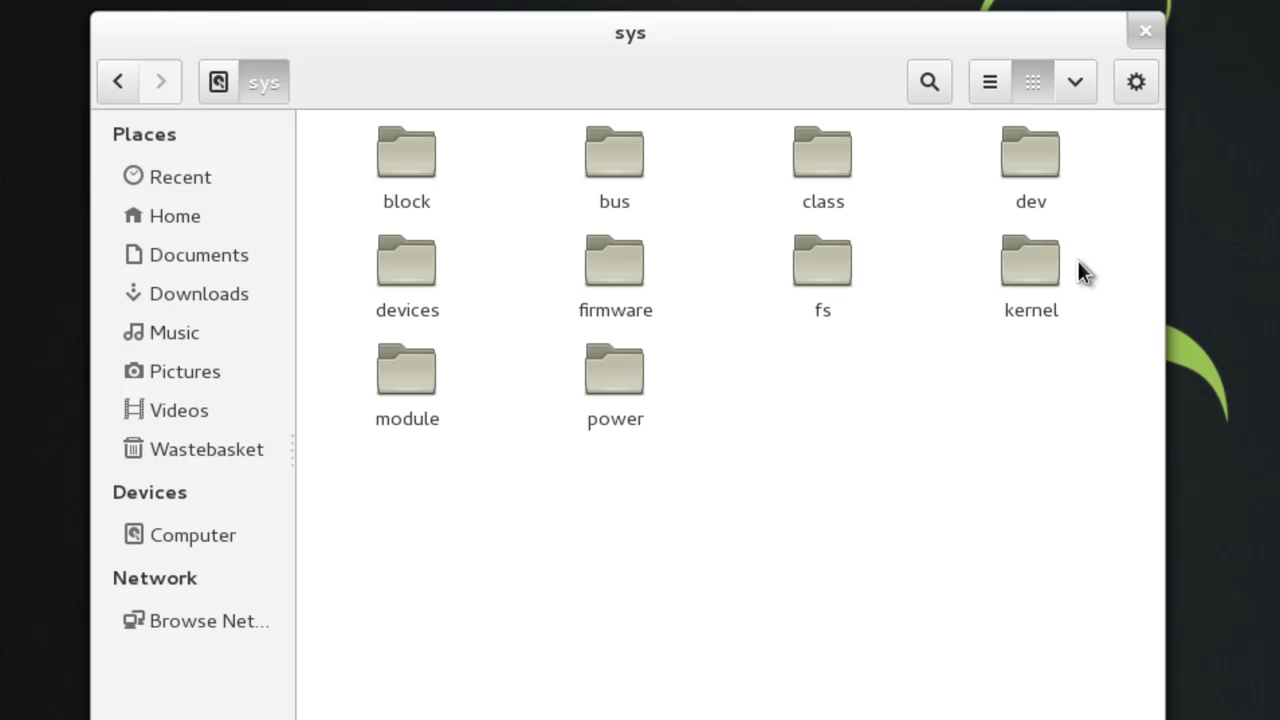 sys
sys
Places
Recent
Home
Documents
Downloads
Music
Pictures
Videos
Wastebasket
Devices
Computer
Network
Browse Net…
block bus class dev
devices firmware fs kernel
module power